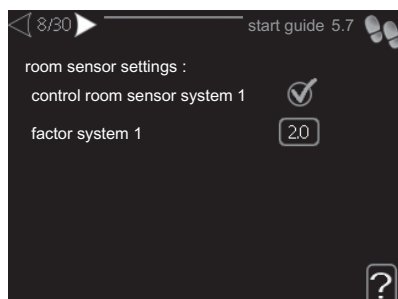 8/30 start guide 5.7
room sensor settings :
control room sensor system 1
factor system 1 2.0
?